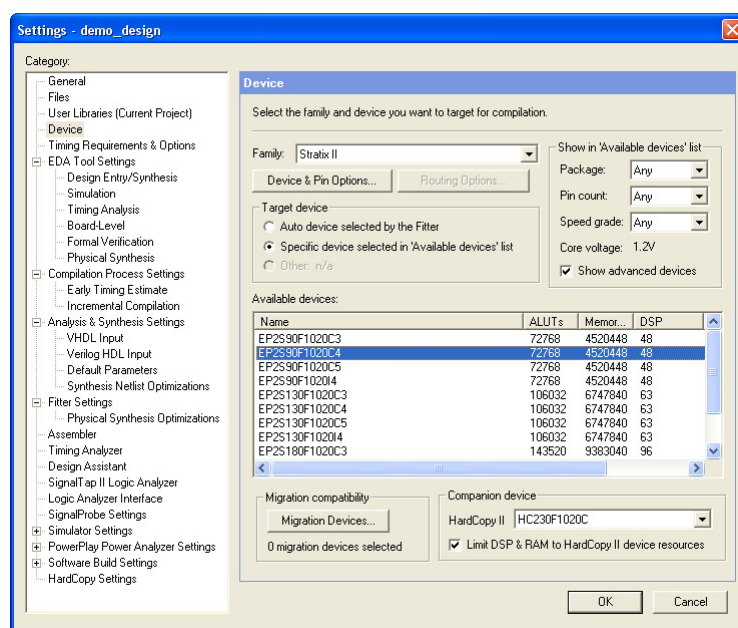 Settings - demo_design
Category:
General
Files
User Libraries (Current Project)
Device
Timing Requirements & Options
EDA Tool Settings
Design Entry/Synthesis
Simulation
Timing Analysis
Board-Level
Formal Verification
Physical Synthesis
Compilation Process Settings
Early Timing Estimate
Incremental Compilation
Analysis & Synthesis Settings
VHDL Input
Verilog HDL Input
Default Parameters
Synthesis Netlist Optimizations
Fitter Settings
Physical Synthesis Optimizations
Assembler
Timing Analyzer
Design Assistant
SignalTap II Logic Analyzer
Logic Analyzer Interface
SignalProbe Settings
Simulator Settings
PowerPlay Power Analyzer Settings
Software Build Settings
HardCopy Settings
Device
Select the family and device you want to target for compilation.
Family: Stratix II
Device & Pin Options... Routing Options...
Target device
Auto device selected by the Fitter
Specific device selected in 'Available devices' list
Other: n/a
Show in 'Available devices' list
Package: Any
Pin count: Any
Speed grade: Any
Core voltage: 1.2V
Show advanced devices
Available devices:
Name ALUTs Memor... DSP
EP2S90F1020C3 72768 4520448 48
EP2S90F1020C4 72768 4520448 48
EP2S90F1020C5 72768 4520448 48
EP2S90F1020I4 72768 4520448 48
EP2S130F1020C3 106032 6747840 63
EP2S130F1020C4 106032 6747840 63
EP2S130F1020C5 106032 6747840 63
EP2S130F1020I4 106032 6747840 63
EP2S180F1020C3 143520 9383040 96
Migration compatibility
Migration Devices...
0 migration devices selected
Companion device
HardCopy II HC230F1020C
Limit DSP & RAM to HardCopy II device resources
OK Cancel